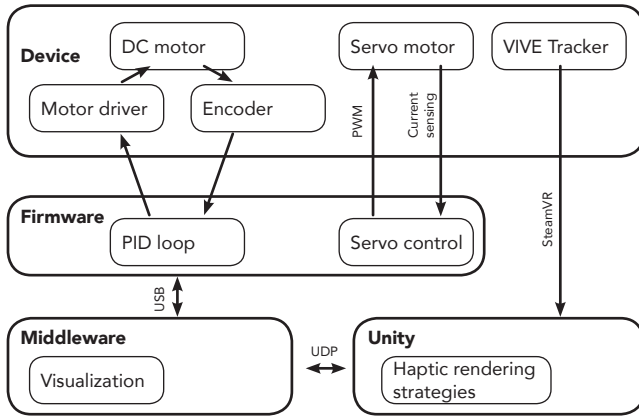 DC motor
Servo motor
VIVE Tracker
Device
Motor driver
Encoder
PWM
Current
sensing
Firmware
PID loop
Servo control
SteamVR
USB
Middleware
UDP
Unity
Visualization
Haptic rendering
strategies